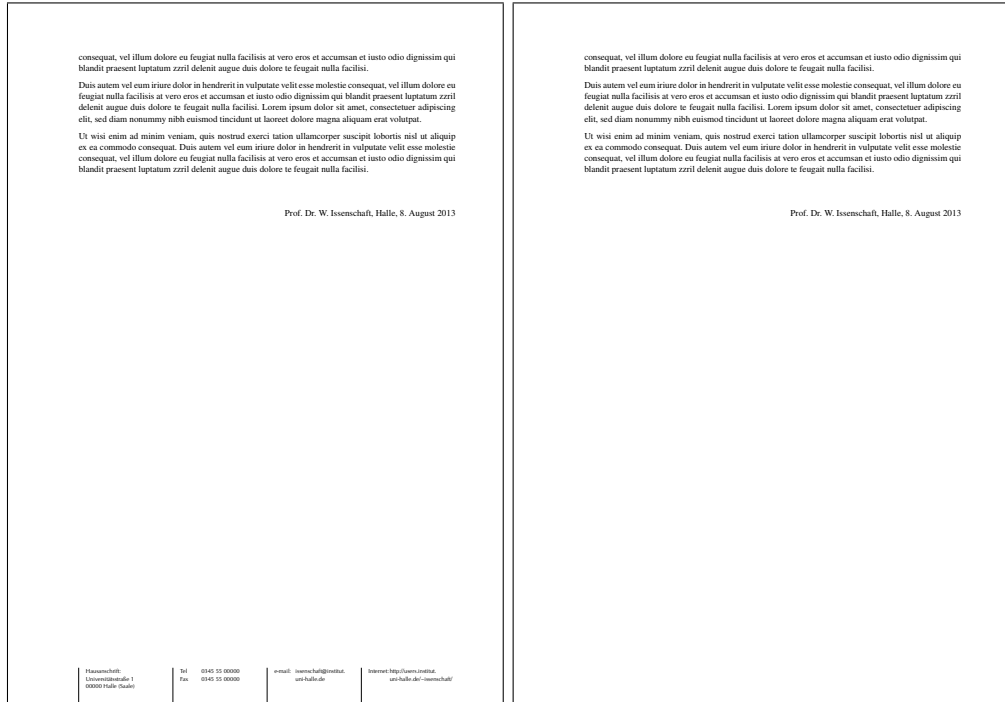 consequat, vel illum dolore eu feugiat nulla facilisis at vero eros et accumsan et iusto odio dignissim qui
blandit praesent luptatum zzril delenit augue duis dolore te feugait nulla facilisi.
Duis autem vel eum iriure dolor in hendrerit in vulputate velit esse molestie consequat, vel illum dolore eu
feugiat nulla facilisis at vero eros et accumsan et iusto odio dignissim qui blandit praesent luptatum zzril
delenit augue duis dolore te feugait nulla facilisi. Lorem ipsum dolor sit amet, consectetuer adipiscing
elit, sed diam nonummy nibh euismod tincidunt ut laoreet dolore magna aliquam erat volutpat.
Ut wisi enim ad minim veniam, quis nostrud exerci tation ullamcorper suscipit lobortis nisl ut aliquip
ex ea commodo consequat. Duis autem vel eum iriure dolor in hendrerit in vulputate velit esse molestie
consequat, vel illum dolore eu feugiat nulla facilisis at vero eros et accumsan et iusto odio dignissim qui
blandit praesent luptatum zzril delenit augue duis dolore te feugait nulla facilisi.
Prof. Dr. W. Issenschaft, Halle, 8. August 2013
Hausanschrift:
Universitätsstraße 1
00000 Halle (Saale)
Tel 0345 55 00000
Fax 0345 55 00000
e-mail: issenschaft@institut.
uni-halle.de
Internet: http://users.institut.
uni-halle.de/~issenschaft/
consequat, vel illum dolore eu feugiat nulla facilisis at vero eros et accumsan et iusto odio dignissim qui
blandit praesent luptatum zzril delenit augue duis dolore te feugait nulla facilisi.
Duis autem vel eum iriure dolor in hendrerit in vulputate velit esse molestie consequat, vel illum dolore eu
feugiat nulla facilisis at vero eros et accumsan et iusto odio dignissim qui blandit praesent luptatum zzril
delenit augue duis dolore te feugait nulla facilisi. Lorem ipsum dolor sit amet, consectetuer adipiscing
elit, sed diam nonummy nibh euismod tincidunt ut laoreet dolore magna aliquam erat volutpat.
Ut wisi enim ad minim veniam, quis nostrud exerci tation ullamcorper suscipit lobortis nisl ut aliquip
ex ea commodo consequat. Duis autem vel eum iriure dolor in hendrerit in vulputate velit esse molestie
consequat, vel illum dolore eu feugiat nulla facilisis at vero eros et accumsan et iusto odio dignissim qui
blandit praesent luptatum zzril delenit augue duis dolore te feugait nulla facilisi.
Prof. Dr. W. Issenschaft, Halle, 8. August 2013